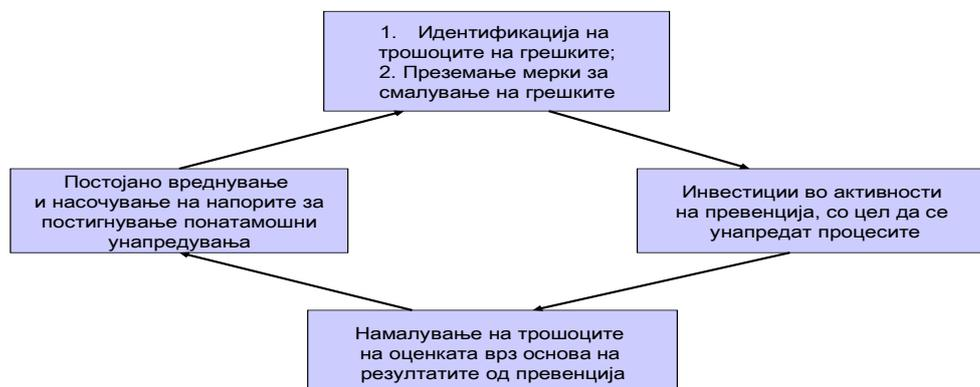 1. Идентификација на
трошоците на грешките;
2. Преземање мерки за
смалување на грешките
Постојано вреднување
и насочување на напорите за
постигнување понатамошни
унапредувања
Инвестиции во активности
на превенција, со цел да се
унапредат процесите
Намалување на трошоците
на оценката врз основа на
резултатите од превенција